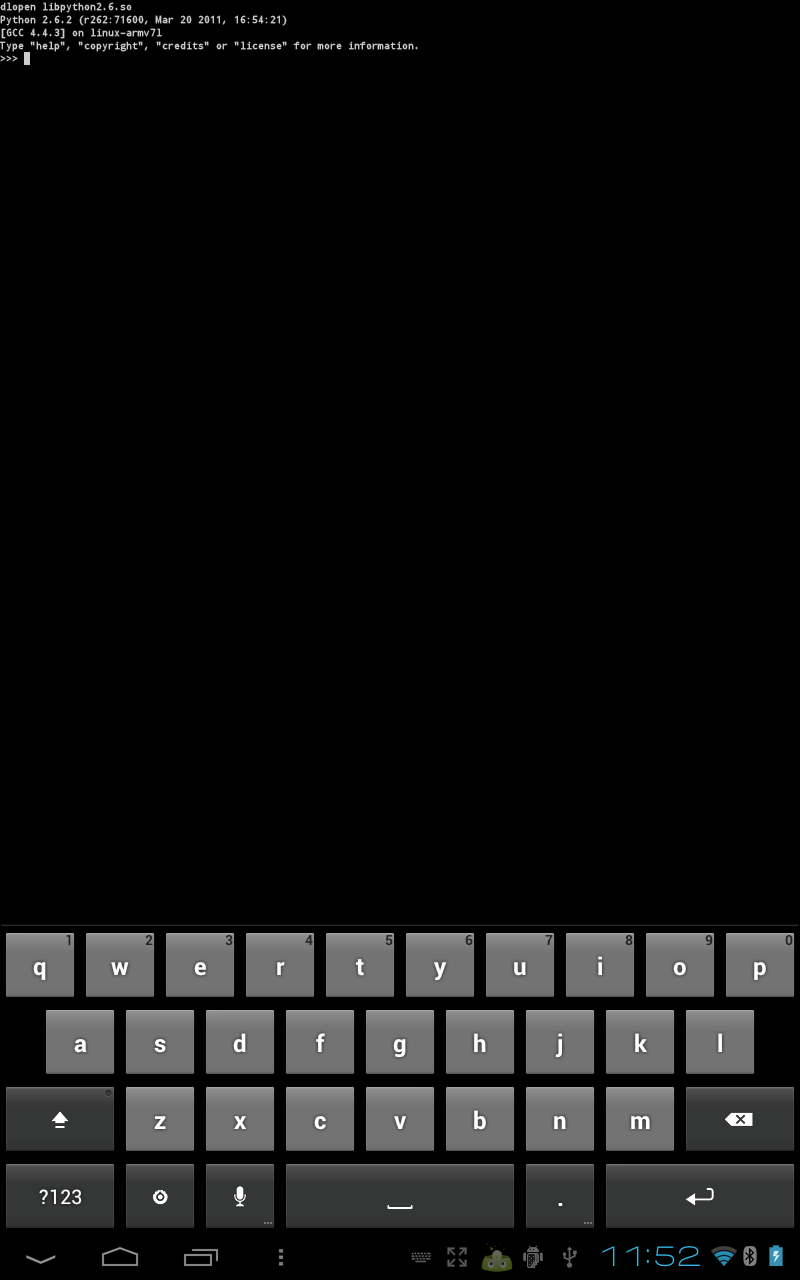 dlopen libpython2.6.so
Python 2.6.2 (r262:71600, Mar 20 2011, 16:54:21)
[GCC 4.4.3] on linux-armv7l
Type "help", "copyright", "credits" or "license" for more information.
>>>
1 2 3 4 5 6 7 8 9 0
q w e r t y u i o p
a s d f g h j k l
z x c v b n m
?123 . ...
11:52